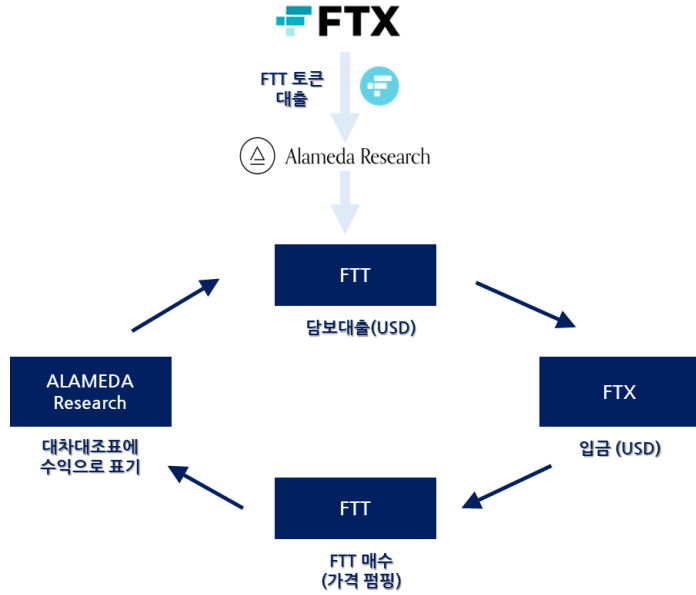 FTX
FTT 토큰
대출
Alameda Research
FTT
담보대출(USD)
ALAMEDA
Research
대차대조표에
수익으로 표기
FTX
입금 (USD)
FTT
FTT 매수
(가격 펌핑)